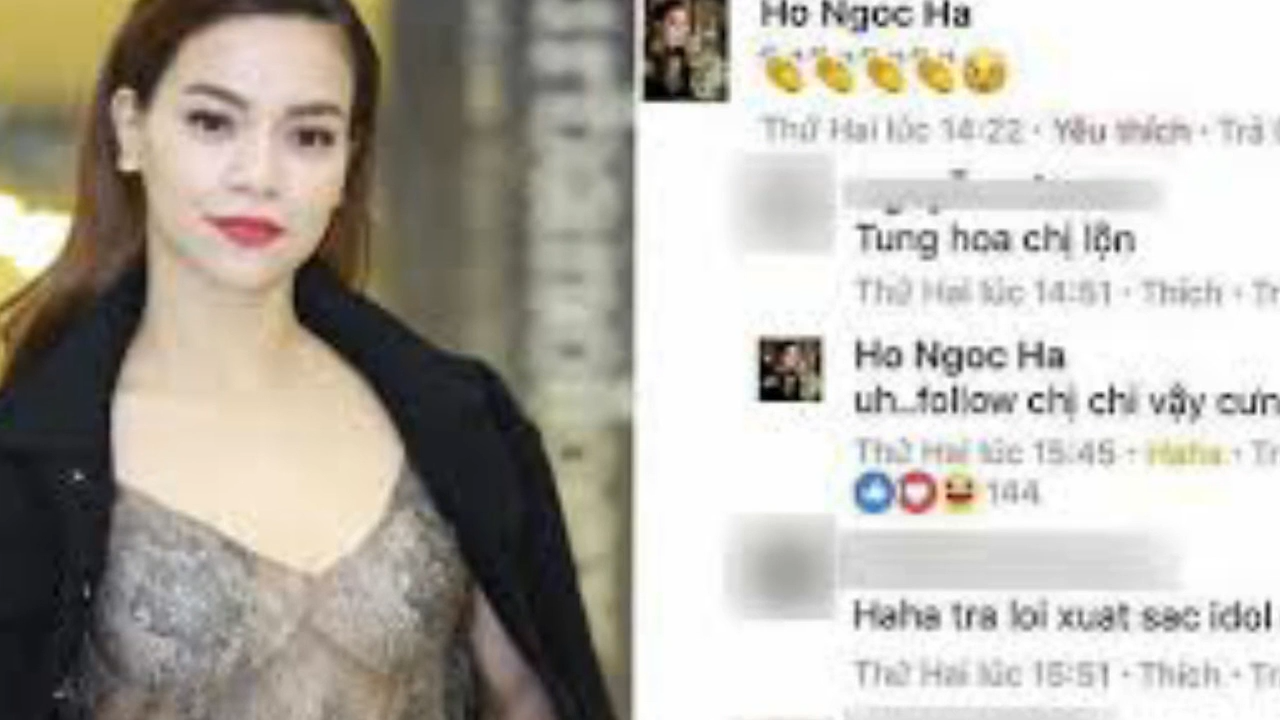 Ho Ngoc Ha
Thứ Hai lúc 14:22 · Yêu thích · Trả
Tung hoa chị lộn
Thứ Hai lúc 14:51 · Thích ·
Ho Ngoc Ha
uh..follow chị chi vậy cưn
Thứ Hai lúc 15:45 · Haha ·
144
Haha tra loi xuat sac idol
Thứ Hai lúc 15:51 · Thích ·